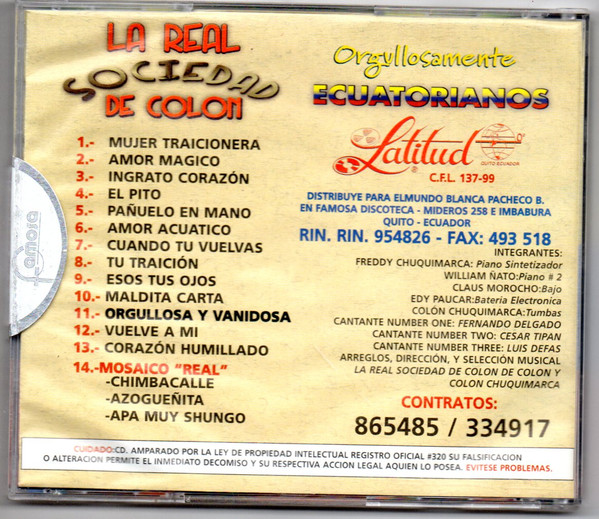 LA REAL
SOCIEDAD
DE COLON
1.- MUJER TRAICIONERA
2.- AMOR MAGICO
3.- INGRATO CORAZÓN
4.- EL PITO
5.- PAÑUELO EN MANO
6.- AMOR ACUATICO
7.- CUANDO TU VUELVAS
8.- TU TRAICIÓN
9.- ESOS TUS OJOS
10.- MALDITA CARTA
11.- ORGULLOSA Y VANIDOSA
12.- VUELVE A MI
13.- CORAZÓN HUMILLADO
14.- MOSAICO "REAL"
-CHIMBACALLE
-AZOGUEÑITA
-APA MUY SHUNGO
famosa
Orgullosamente
ECUATORIANOS
Latitud 0°
QUITO ECUADOR
C.F.L. 137-99
DISTRIBUYE PARA ELMUNDO BLANCA PACHECO B.
EN FAMOSA DISCOTECA - MIDEROS 258 E IMBABURA
QUITO - ECUADOR
RIN. RIN. 954826 - FAX: 493 518
INTEGRANTES:
FREDDY CHUQUIMARCA: Piano Sintetizador
WILLIAM ÑATO:Piano # 2
CLAUS MOROCHO:Bajo
EDY PAUCAR:Bateria Electronica
COLÓN CHUQUIMARCA:Tumbas
CANTANTE NUMBER ONE: FERNANDO DELGADO
CANTANTE NUMBER TWO: CESAR TIPAN
CANTANTE NUMBER THREE: LUIS DEFAS
ARREGLOS, DIRECCIÓN, Y SELECCIÓN MUSICAL
LA REAL SOCIEDAD DE COLON DE COLON Y
COLON CHUQUIMARCA
CONTRATOS:
865485 / 334917
CUIDADO:CD. AMPARADO POR LA LEY DE PROPIEDAD INTELECTUAL REGISTRO OFICIAL #320 SU FALSIFICACION
O ALTERACION PERMITE EL INMEDIATO DECOMISO Y SU RESPECTIVA ACCION LEGAL AQUIEN LO POSEA. EVITESE PROBLEMAS.